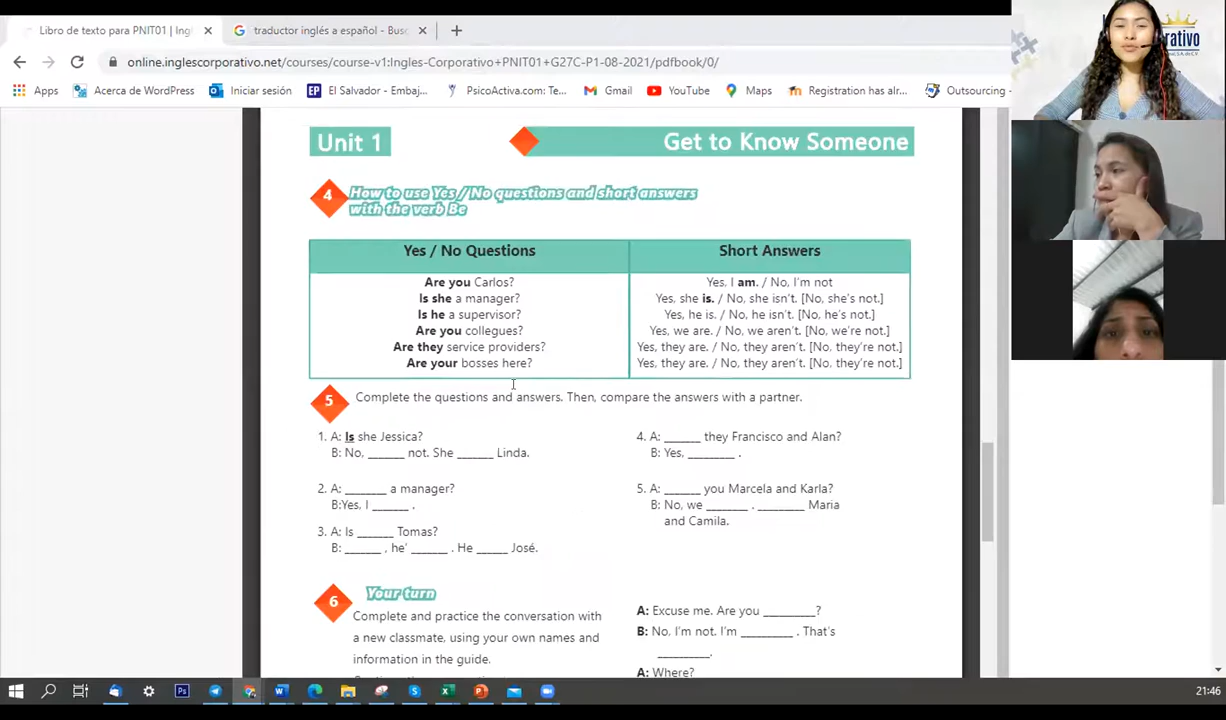 Libro de texto para PNIT01 | Ingl
traductor inglés a español - Busc
online.inglescorporativo.net/courses/course-v1:Ingles-Corporativo+PNIT01+G27C-P1-08-2021/pdfbook/0/
Apps
Acerca de WordPress
Iniciar sesión
EP El Salvador - Embaj...
PsicoActiva.com: Te...
Gmail
YouTube
Maps
Registration has alr...
Outsourcing -
rativo
Unit 1
Get to Know Someone
4
How to use Yes / No questions and short answers
with the verb Be
Yes / No Questions
Short Answers
Are you Carlos?
Yes, I am. / No, I'm not
Is she a manager?
Yes, she is. / No, she isn't. [No, she's not.]
Is he a supervisor?
Yes, he is. / No, he isn't. [No, he's not.]
Are you collegues?
Yes, we are. / No, we aren't. [No, we're not.]
Are they service providers?
Yes, they are. / No, they aren't. [No, they're not.]
Are your bosses here?
Yes, they are. / No, they aren't. [No, they're not.]
5
Complete the questions and answers. Then, compare the answers with a partner.
1. A: Is she Jessica?
B: No, ______ not. She ______ Linda.
2. A: _______ a manager?
B:Yes, I ______ .
3. A: Is ______ Tomas?
B: ______ , he' ______ . He _____ José.
4. A: ______ they Francisco and Alan?
B: Yes, ________ .
5. A: ______ you Marcela and Karla?
B: No, we _______ . ________ Maria
and Camila.
6
Your turn
Complete and practice the conversation with
a new classmate, using your own names and
information in the guide.
A: Excuse me. Are you _________?
B: No, I'm not. I'm _________ . That's
_________.
A: Where?
21:46